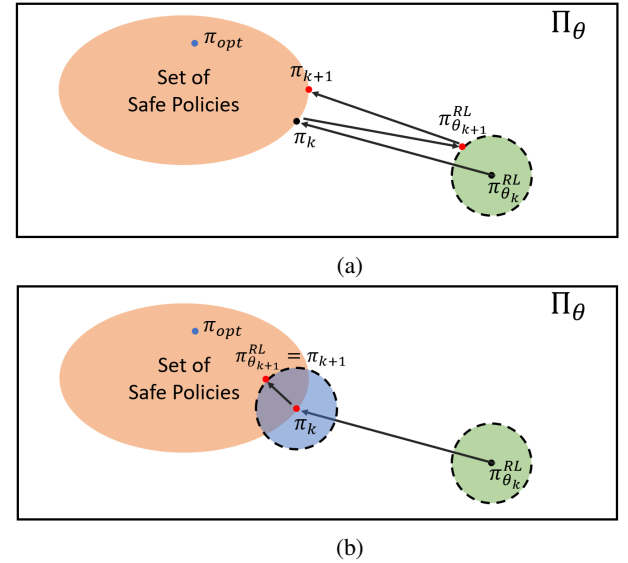 Π_θ
π_opt
Set of
Safe Policies
π_{k+1}
π^{RL}_{θ_{k+1}}
π_k
π^{RL}_{θ_k}
(a)
Π_θ
π_opt
π^{RL}_{θ_{k+1}} = π_{k+1}
Set of
Safe Policies
π_k
π^{RL}_{θ_k}
(b)